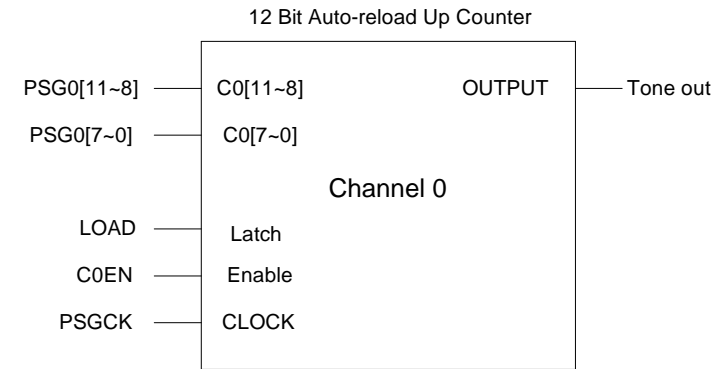 12 Bit Auto-reload Up Counter
PSG0[11~8] C0[11~8] OUTPUT Tone out
PSG0[7~0] C0[7~0]
Channel 0
LOAD Latch
C0EN Enable
PSGCK CLOCK